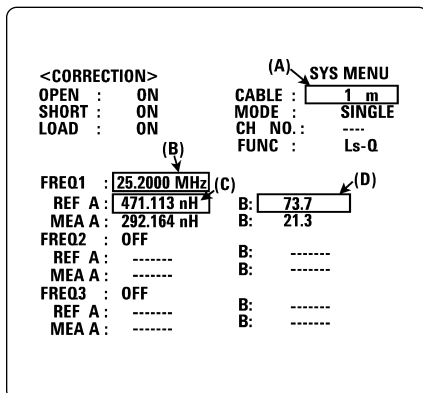 (A)
<CORRECTION> SYS MENU
OPEN : ON CABLE : 1 m
SHORT : ON MODE : SINGLE
LOAD : ON CH NO. : ----
(B) FUNC : Ls-Q
FREQ1 : 25.2000 MHz (C) (D)
REF A : 471.113 nH B: 73.7
MEA A : 292.164 nH B: 21.3
FREQ2 : OFF
REF A : ------- B: -------
MEA A : ------- B: -------
FREQ3 : OFF
REF A : ------- B: -------
MEA A : ------- B: -------